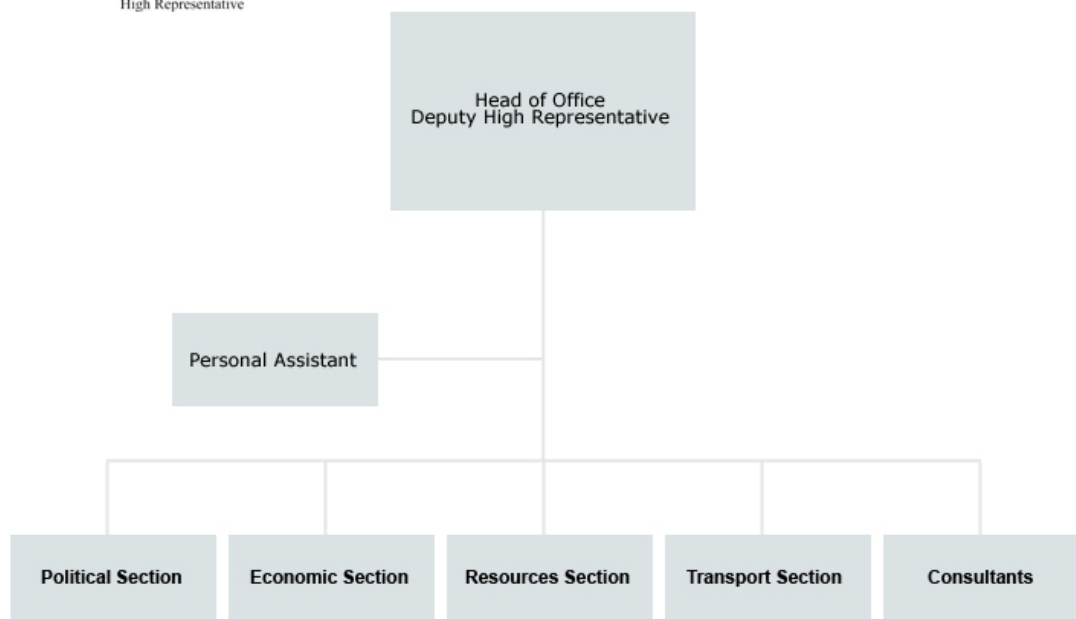 High Representative
Head of Office
Deputy High Representative
Personal Assistant
Political Section
Economic Section
Resources Section
Transport Section
Consultants